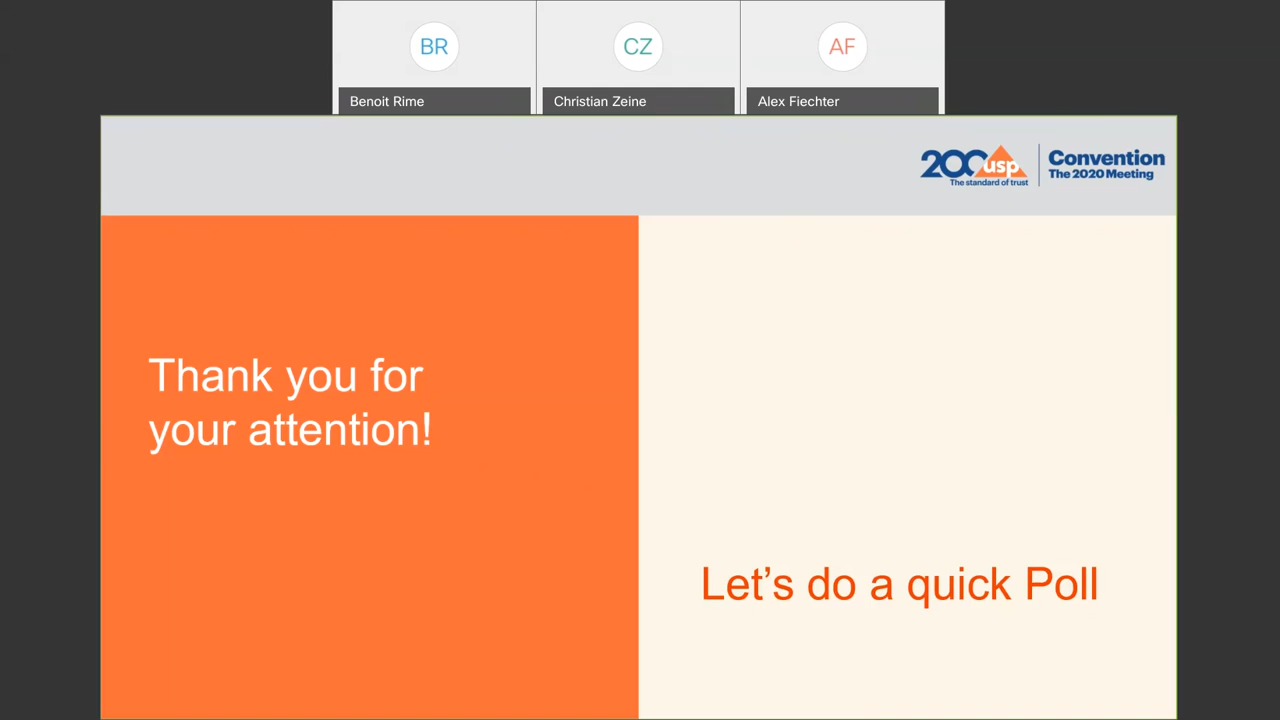 BR
CZ
AF
Benoit Rime
Christian Zeine
Alex Fiechter
200 usp
The standard of trust
Convention
The 2020 Meeting
Thank you for
your attention!
Let's do a quick Poll